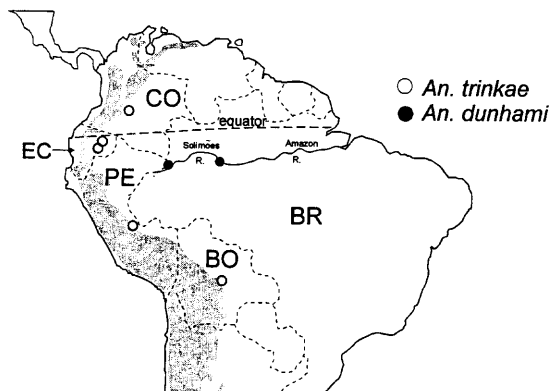 An. trinkae
An. dunhami
CO
equator
EC
Solimoes
Amazon
R.
R.
PE
BR
BO